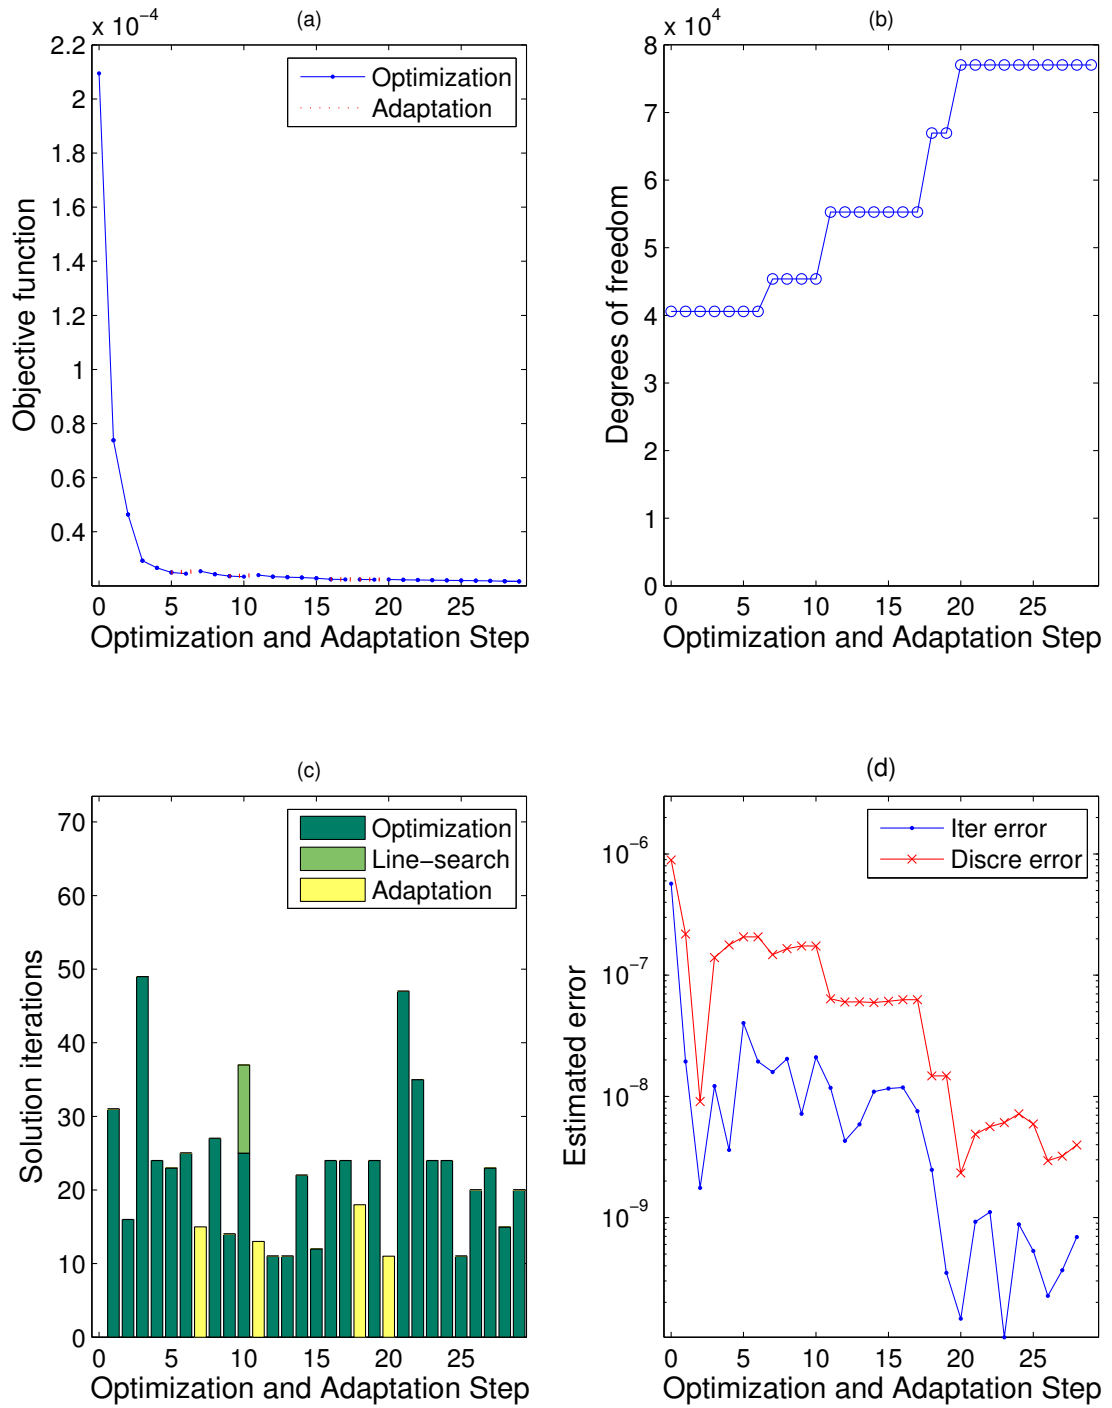 (a)
x 10−4
2.2
2
1.8
1.6
1.4
1.2
1
0.8
0.6
0.4
Objective function
Optimization
Adaptation
0 5 10 15 20 25
Optimization and Adaptation Step
(b)
x 10^4
8
7
6
5
4
3
2
1
0
Degrees of freedom
0 5 10 15 20 25
Optimization and Adaptation Step
(c)
70
60
50
40
30
20
10
0
Solution iterations
Optimization
Line−search
Adaptation
0 5 10 15 20 25
Optimization and Adaptation Step
(d)
10^−6
10^−7
10^−8
10^−9
Estimated error
Iter error
Discre error
0 5 10 15 20 25
Optimization and Adaptation Step